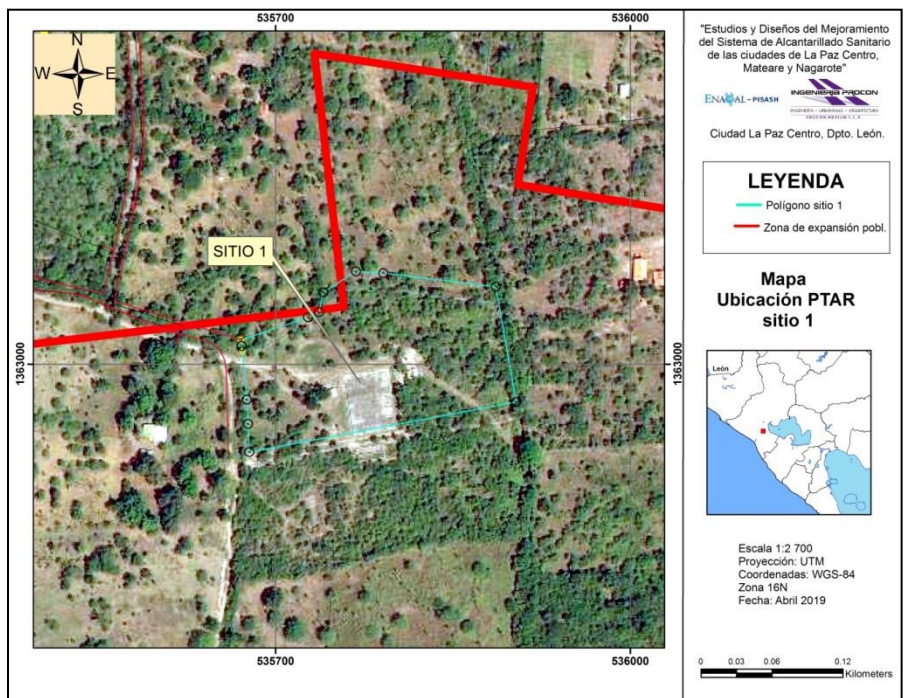 535700
536000
N
W
E
S
SITIO 1
1363000
1363000
535700
536000
"Estudios y Diseños del Mejoramiento
del Sistema de Alcantarillado Sanitario
de las ciudades de La Paz Centro,
Mateare y Nagarote"
ENACAL-PISASH
INGENIERIA PROCON
INGENIERÍA • URBANISMO • ARQUITECTURA
Ciudad La Paz Centro, Dpto. León.
LEYENDA
Polígono sitio 1
Zona de expansión pobl.
Mapa
Ubicación PTAR
sitio 1
León
Escala 1:2 700
Proyección: UTM
Coordenadas: WGS-84
Zona 16N
Fecha: Abril 2019
0 0.03 0.06 0.12
Kilometers